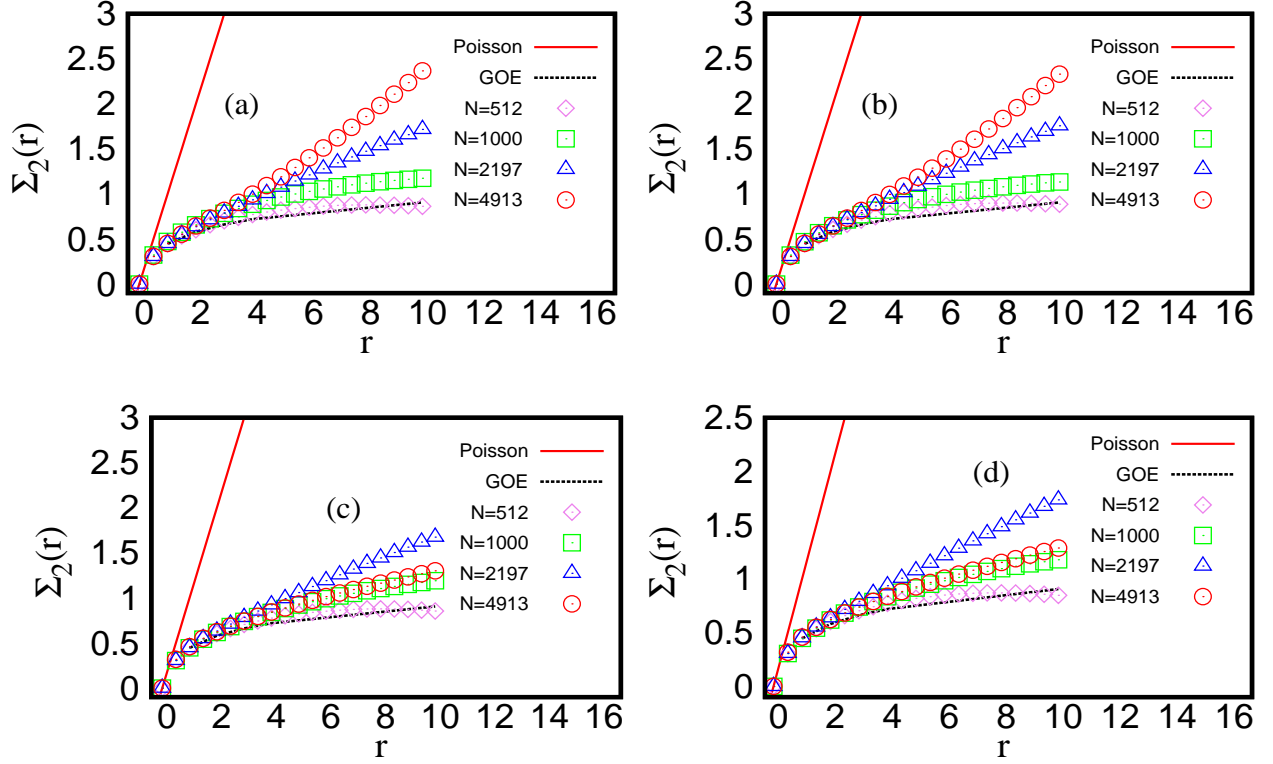 Σ_2(r)
3
2.5
2
1.5
1
0.5
0
(a)
Poisson
GOE
N=512
N=1000
N=2197
N=4913
0 2 4 6 8 10 12 14 16
r
Σ_2(r)
3
2.5
2
1.5
1
0.5
0
(b)
Poisson
GOE
N=512
N=1000
N=2197
N=4913
0 2 4 6 8 10 12 14 16
r
Σ_2(r)
3
2.5
2
1.5
1
0.5
0
(c)
Poisson
GOE
N=512
N=1000
N=2197
N=4913
0 2 4 6 8 10 12 14 16
r
Σ_2(r)
2.5
2
1.5
1
0.5
0
(d)
Poisson
GOE
N=512
N=1000
N=2197
N=4913
0 2 4 6 8 10 12 14 16
r